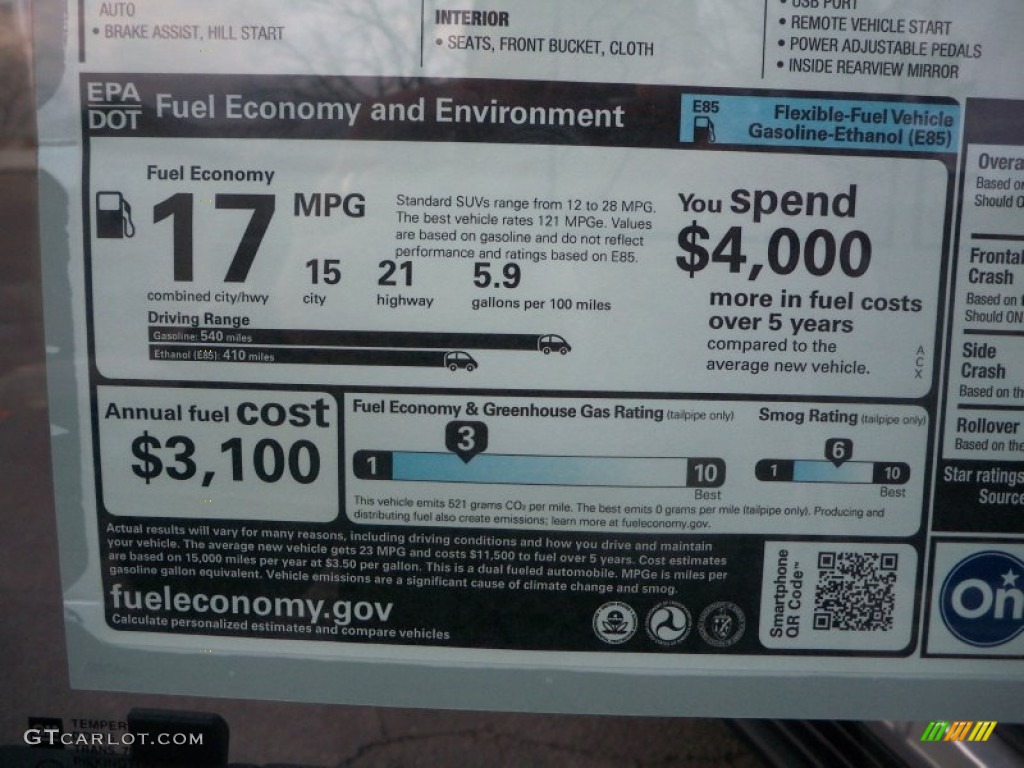 AUTO
• BRAKE ASSIST, HILL START
INTERIOR
• SEATS, FRONT BUCKET, CLOTH
• USB PORT
• REMOTE VEHICLE START
• POWER ADJUSTABLE PEDALS
• INSIDE REARVIEW MIRROR
EPA
DOT
Fuel Economy and Environment
E85
Flexible-Fuel Vehicle
Gasoline-Ethanol (E85)
Fuel Economy
17 MPG
combined city/hwy
15
city
21
highway
5.9
gallons per 100 miles
Standard SUVs range from 12 to 28 MPG.
The best vehicle rates 121 MPGe. Values
are based on gasoline and do not reflect
performance and ratings based on E85.
Driving Range
Gasoline: 540 miles
Ethanol (E85): 410 miles
You spend
$4,000
more in fuel costs
over 5 years
compared to the
average new vehicle.
A
C
X
Annual fuel cost
$3,100
Fuel Economy & Greenhouse Gas Rating (tailpipe only)
3
1
10
Best
Smog Rating (tailpipe only)
6
1
10
Best
This vehicle emits 521 grams CO₂ per mile. The best emits 0 grams per mile (tailpipe only). Producing and
distributing fuel also create emissions; learn more at fueleconomy.gov.
Actual results will vary for many reasons, including driving conditions and how you drive and maintain
your vehicle. The average new vehicle gets 23 MPG and costs $11,500 to fuel over 5 years. Cost estimates
are based on 15,000 miles per year at $3.50 per gallon. This is a dual fueled automobile. MPGe is miles per
gasoline gallon equivalent. Vehicle emissions are a significant cause of climate change and smog.
fueleconomy.gov
Calculate personalized estimates and compare vehicles
Smartphone
QR Code™
Overa
Based on
Should O
Frontal
Crash
Based on
Should ON
Side
Crash
Based on th
Rollover
Based on the
Star ratings
Source
On
TEMPER
GTcarlot.com